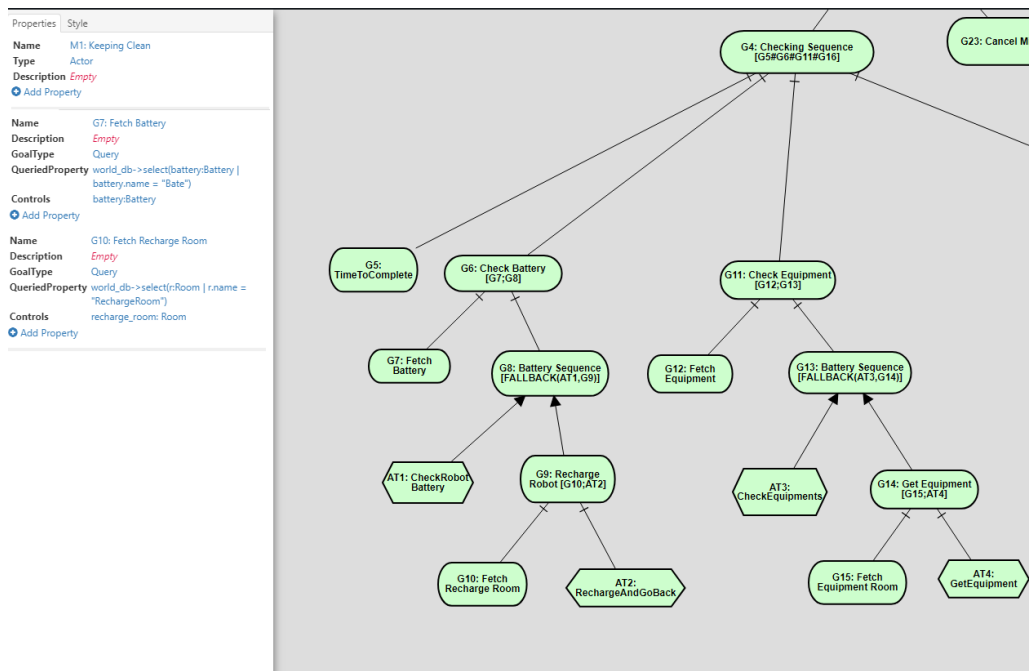 Properties Style
Name M1: Keeping Clean
Type Actor
Description Empty
Add Property
Name G7: Fetch Battery
Description Empty
GoalType Query
QueriedProperty world_db->select(battery:Battery |
battery.name = "Bate")
Controls battery:Battery
Add Property
Name G10: Fetch Recharge Room
Description Empty
GoalType Query
QueriedProperty world_db->select(r:Room | r.name =
"RechargeRoom")
Controls recharge_room: Room
Add Property
G4: Checking Sequence
[G5#G6#G11#G16]
G23: Cancel M
G5:
TimeToComplete
G6: Check Battery
[G7;G8]
G11: Check Equipment
[G12;G13]
G7: Fetch
Battery
G8: Battery Sequence
[FALLBACK(AT1,G9)]
G12: Fetch
Equipment
G13: Battery Sequence
[FALLBACK(AT3,G14)]
AT1: CheckRobot
Battery
G9: Recharge
Robot [G10;AT2]
AT3:
CheckEquipments
G14: Get Equipment
[G15;AT4]
G10: Fetch
Recharge Room
AT2:
RechargeAndGoBack
G15: Fetch
Equipment Room
AT4:
GetEquipment